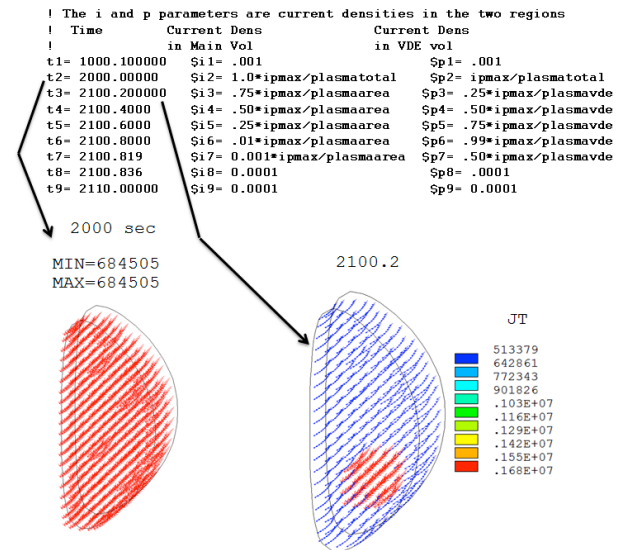 ! The i and p parameters are current densities in the two regions
! Time Current Dens Current Dens
! in Main Vol in VDE vol
t1= 1000.100000 $i1= .001 $p1= .001
t2= 2000.00000 $i2= 1.0*ipmax/plasmatotal $p2= ipmax/plasmatotal
t3= 2100.200000 $i3= .75*ipmax/plasmaarea $p3= .25*ipmax/plasmavde
t4= 2100.4000 $i4= .50*ipmax/plasmaarea $p4= .50*ipmax/plasmavde
t5= 2100.6000 $i5= .25*ipmax/plasmaarea $p5= .75*ipmax/plasmavde
t6= 2100.8000 $i6= .01*ipmax/plasmaarea $p6= .99*ipmax/plasmavde
t7= 2100.819 $i7= 0.001*ipmax/plasmaarea $p7= .50*ipmax/plasmavde
t8= 2100.836 $i8= 0.0001 $p8= .0001
t9= 2110.00000 $i9= 0.0001 $p9= 0.0001
2000 sec
MIN=684505
MAX=684505
2100.2
JT
513379
642861
772343
901826
.103E+07
.116E+07
.129E+07
.142E+07
.155E+07
.168E+07